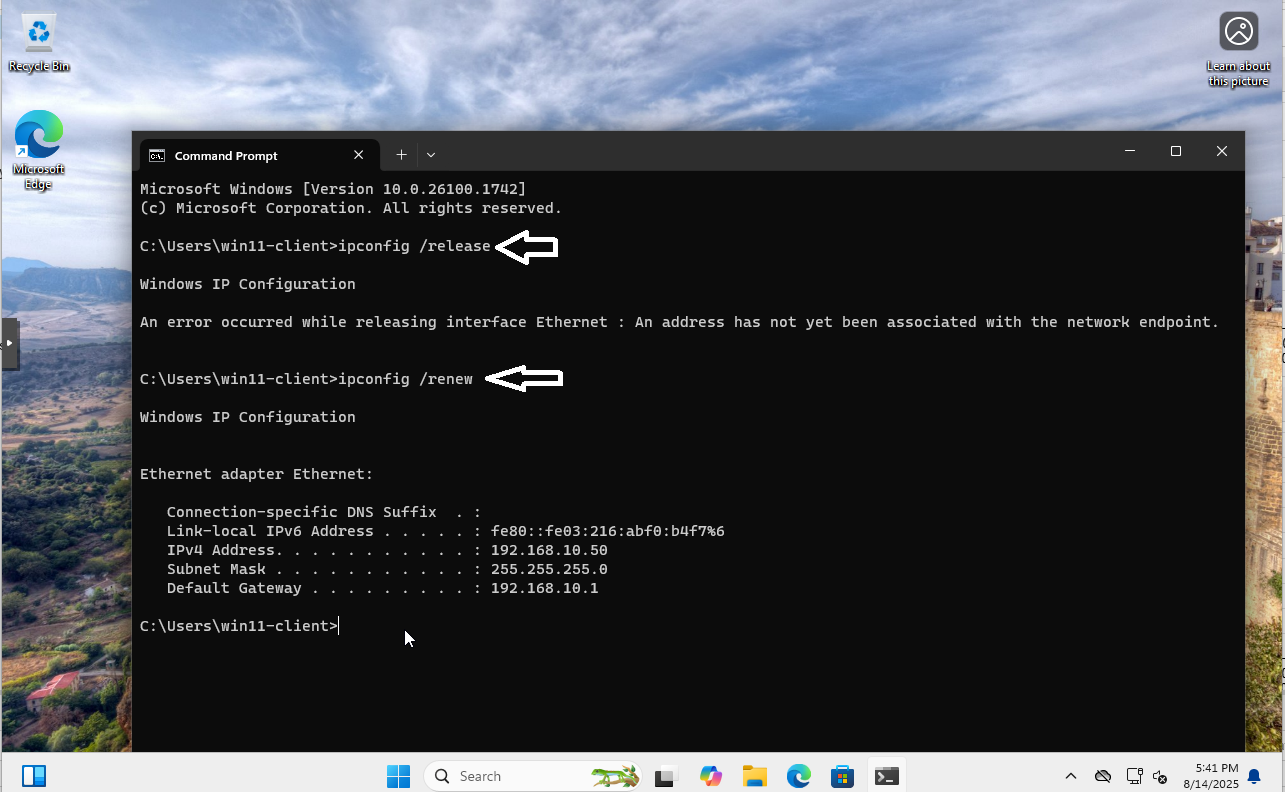 Recycle Bin
Learn about
this picture
Microsoft
Edge
Command Prompt
Microsoft Windows [Version 10.0.26100.1742]
(c) Microsoft Corporation. All rights reserved.
C:\Users\win11-client>ipconfig /release
Windows IP Configuration
An error occurred while releasing interface Ethernet : An address has not yet been associated with the network endpoint.
C:\Users\win11-client>ipconfig /renew
Windows IP Configuration
Ethernet adapter Ethernet:
Connection-specific DNS Suffix  . :
Link-local IPv6 Address . . . . . : fe80::fe03:216:abf0:b4f7%6
IPv4 Address. . . . . . . . . . . : 192.168.10.50
Subnet Mask . . . . . . . . . . . : 255.255.255.0
Default Gateway . . . . . . . . . : 192.168.10.1
C:\Users\win11-client>
Search
5:41 PM
8/14/2025